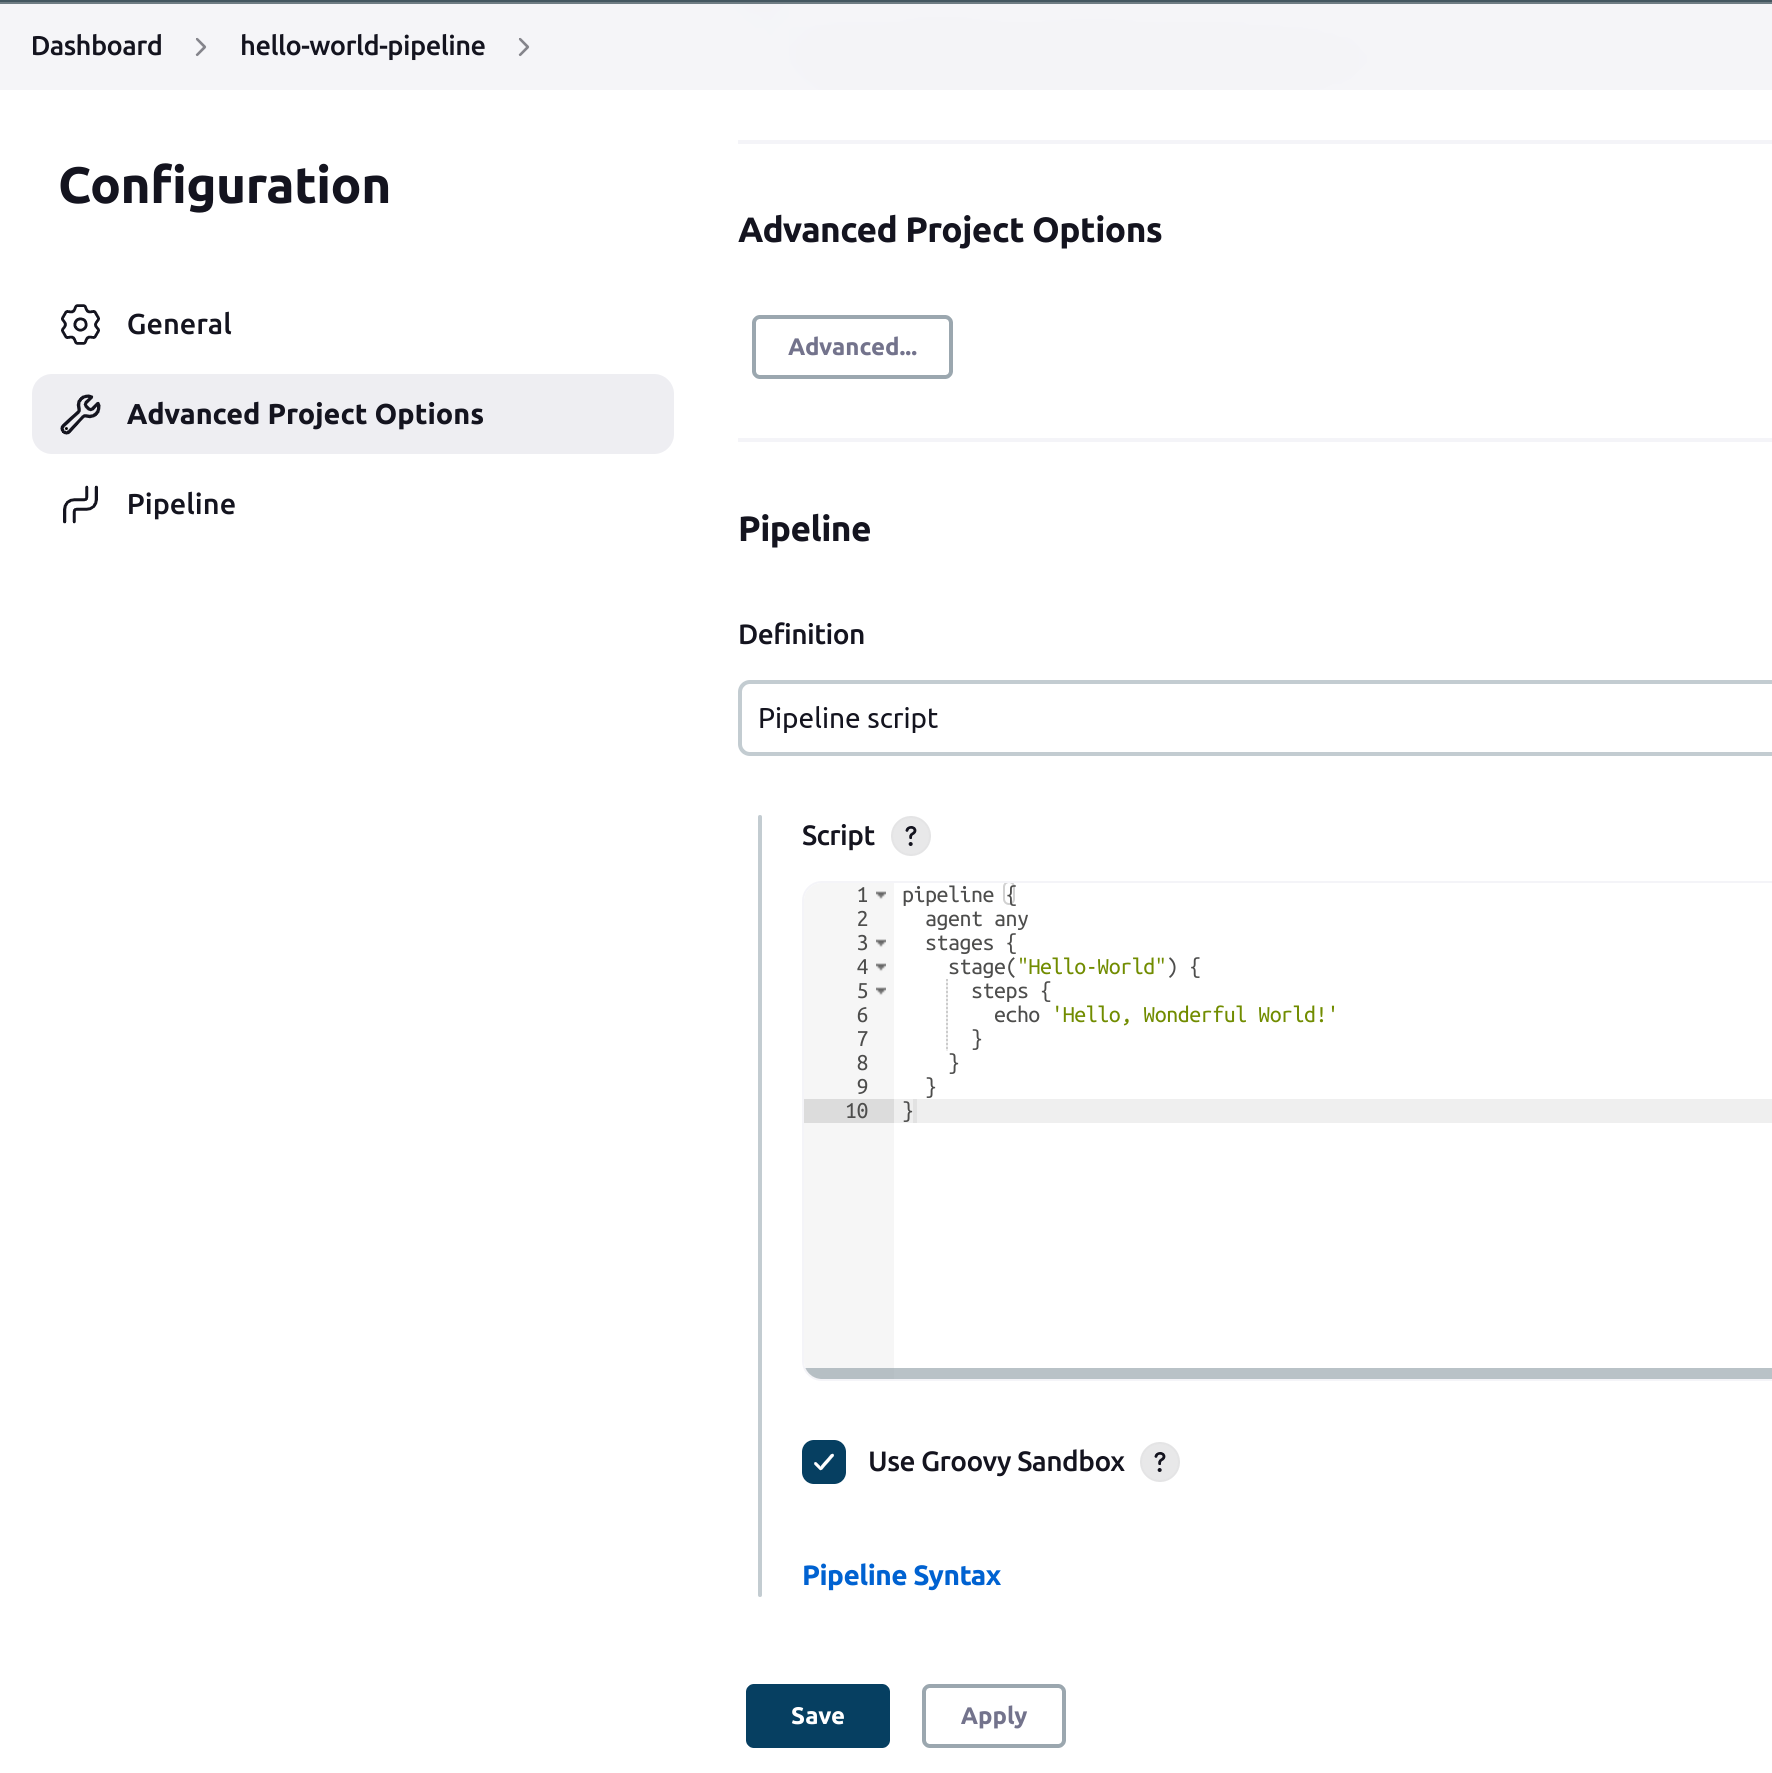 Dashboard > hello-world-pipeline >
Configuration
General
Advanced Project Options
Pipeline
Advanced Project Options
Advanced...
Pipeline
Definition
Pipeline script
Script ?
1 pipeline {
2   agent any
3   stages {
4     stage("Hello-World") {
5       steps {
6         echo 'Hello, Wonderful World!'
7       }
8     }
9   }
10 }
Use Groovy Sandbox ?
Pipeline Syntax
Save Apply